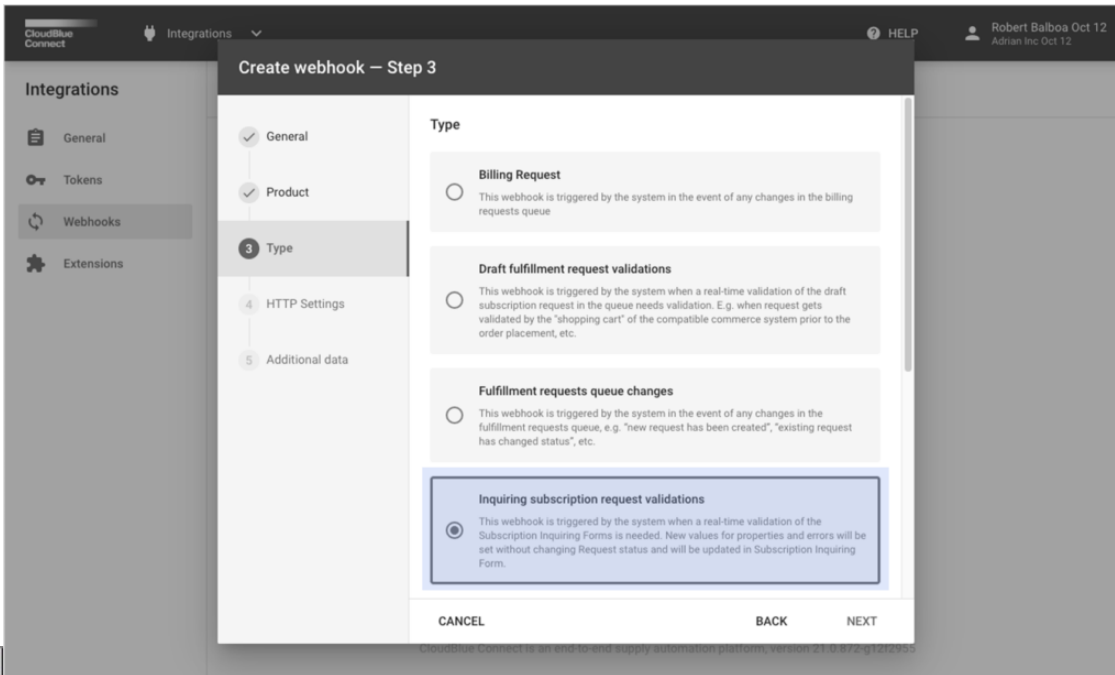 CloudBlue
Connect
Integrations
HELP
Robert Balboa Oct 12
Adrian Inc Oct 12
Integrations
General
Tokens
Webhooks
Extensions
Create webhook — Step 3
General
Product
3 Type
4 HTTP Settings
5 Additional data
Type
Billing Request
This webhook is triggered by the system in the event of any changes in the billing
requests queue
Draft fulfillment request validations
This webhook is triggered by the system when a real-time validation of the draft
subscription request in the queue needs validation. E.g. when request gets
validated by the "shopping cart" of the compatible commerce system prior to the
order placement, etc.
Fulfillment requests queue changes
This webhook is triggered by the system in the event of any changes in the
fulfillment requests queue, e.g. "new request has been created", "existing request
has changed status", etc.
Inquiring subscription request validations
This webhook is triggered by the system when a real-time validation of the
Subscription Inquiring Forms is needed. New values for properties and errors will be
set without changing Request status and will be updated in Subscription Inquiring
Form.
CANCEL
BACK
NEXT
CloudBlue Connect is an end-to-end supply automation platform, version 21.0.872-g12f2955